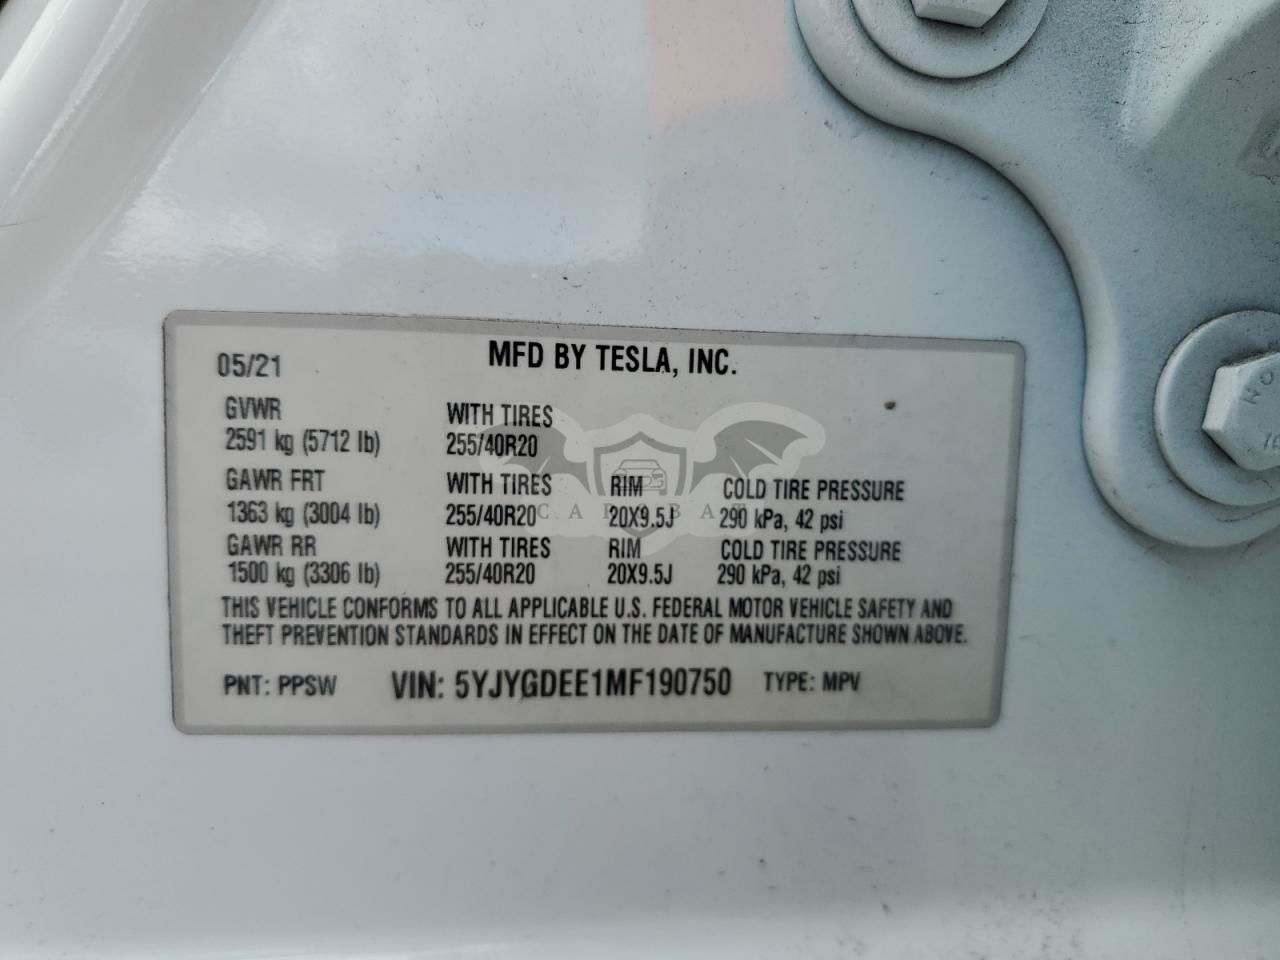 05/21 MFD BY TESLA, INC.
GVWR WITH TIRES
2591 kg (5712 lb) 255/40R20
GAWR FRT WITH TIRES RIM COLD TIRE PRESSURE
1363 kg (3004 lb) 255/40R20 20X9.5J 290 kPa, 42 psi
GAWR RR WITH TIRES RIM COLD TIRE PRESSURE
1500 kg (3306 lb) 255/40R20 20X9.5J 290 kPa, 42 psi
THIS VEHICLE CONFORMS TO ALL APPLICABLE U.S. FEDERAL MOTOR VEHICLE SAFETY AND
THEFT PREVENTION STANDARDS IN EFFECT ON THE DATE OF MANUFACTURE SHOWN ABOVE.
PNT: PPSW VIN: 5YJYGDEE1MF190750 TYPE: MPV